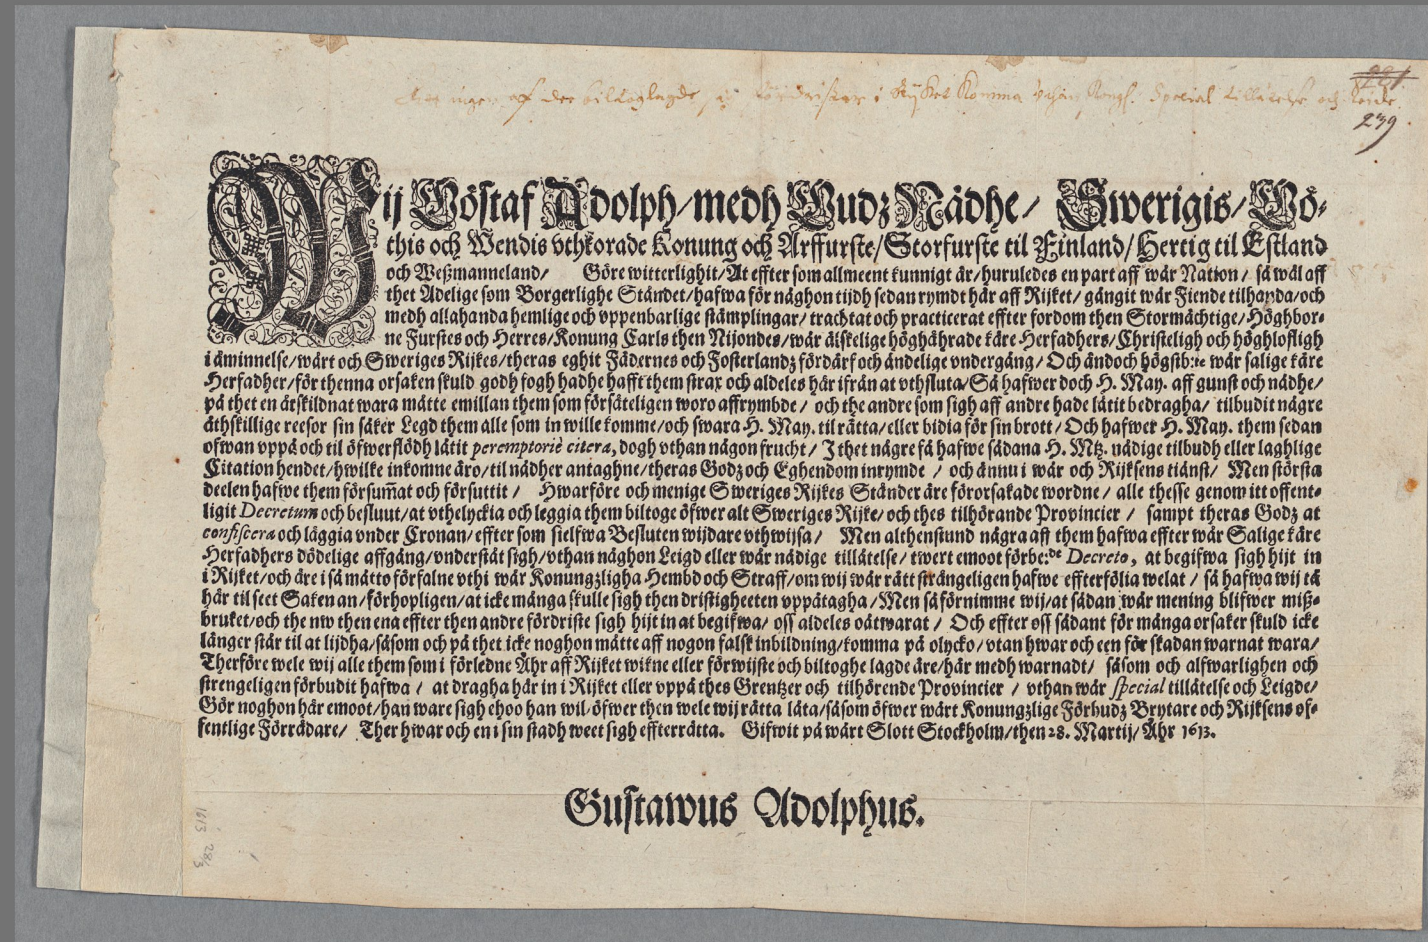 ingen af the biltoglagde sig fördrister i Rijket komma vthan Kongl. Special tillåtelse och leide.
281
239
Wij Göstaf Adolph/medh Gudz Nådhe/ Swerigis/Gö-
this och Wendis vthkorade Konung och Arffurste/Storfurste til Finland/Hertig til Estland
och Weßmanneland/ Göre witterlighit/At effter som allmeent kunnigt är/huruledes en part aff wår Nation/ så wäl aff
thet Adelige som Borgerlighe Ståndet/hafwa för någhon tijdh sedan rymdt här aff Rijket/gångit wår Fiende tilhanda/och
medh allahanda hemlige och vppenbarlige stämplingar/trachtat och practicerat effter fordom then Stormächtige/Höghbor-
ne Furstes och Herres/Konung Carls then Nijondes/wår älskelige höghährade käre Herfadhers/Christeligh och höghlofligh
i åminnelse/wårt och Sweriges Rijkes/theras eghit Fädernes och Fosterlandz fördärf och ändelige vndergång/Och ändoch högstb:te wår salige käre
Herfadher/för thenna orsaken skuld godh fogh hadhe hafft them strax och aldeles här ifrån at vthsluta/Så hafwer doch H. May. aff gunst och nådhe/
på thet en åtskildnat wara måtte emillan them som försåteligen woro affrymbde/ och the andre som sigh aff andre hade låtit bedragha/ tilbudit någre
åthskillige reesor sin säker Legd them alle som in wille komme/och swara H. May. til rätta/eller bidia för sin brott/ Och hafwer H. May. them sedan
ofwan vppå och til öfwerflödh låtit peremptoriè citera, dogh vthan någon frucht/ I thet någre få hafwe sådana H. Mtz. nådige tilbudh eller laghlige
Citation hendet/hwilke inkomne äro/til nådher antaghne/theras Godz och Eghendom inrymde / och ännu i wår och Rijksens tiänst/ Men största
deelen hafwe them försum̃at och försuttit/ Hwarföre och menige Sweriges Rijkes Ständer äre förorsakade wordne/ alle thesse genom itt offent-
ligit Decretum och besluut/at vthelyckia och leggia them biltoge öfwer alt Sweriges Rijke/och thes tilhörande Provincier / sampt theras Godz at
confiscera och läggia vnder Cronan/effter som sielfwa Besluten wijdare vthwijsa/ Men althenstund några aff them hafwa effter wår Salige käre
Herfadhers dödelige affgång/vnderståt sigh/vthan någhon Leigd eller wår nådige tillåtelse/twert emoot förbe:de Decreto, at begifwa sigh hijt in
i Rijket/och äre i så måtto förfalne vthi wår Konungzligha Hembd och Straff/om wij wår rätt strängeligen hafwe effterfölia welat / så hafwa wij tå
här til seet Saken an/förhopligen/at icke många skulle sigh then dristigheeten vppåtagha/Men så förnimme wij/at sådan wår mening blifwer miß-
bruket/och the nw then ena effter then andre fördriste sigh hijt in at begifwa/ oss aldeles oåtwarat/ Och effter oss sådant för många orsaker skuld icke
länger står til at lijdha/såsom och på thet icke noghon måtte aff nogon falsk inbildning/komma på olycko/vtan hwar och een för skadan warnat wara/
Therföre wele wij alle them som i förledne Åhr aff Rijket wikne eller förwijste och biltoghe lagde äre/här medh warnadt/ såsom och alfwarlighen och
strengeligen förbudit hafwa / at dragha här in i Rijket eller vppå thes Grentzer och tilhörende Provincier / vthan wår special tillåtelse och Leigde/
Gör noghon här emoot/han ware sigh ehoo han wil/öfwer then wele wij rätta låta/såsom öfwer wårt Konungzlige Förbudz Brytare och Rijksens of-
fentlige Förrädare/ Ther hwar och en i sin stadh weet sigh effterrätta. Gifwit på wårt Slott Stockholm/then 28. Martij/Åhr 1613.
Gustawus Adolphus.
1613 28/3